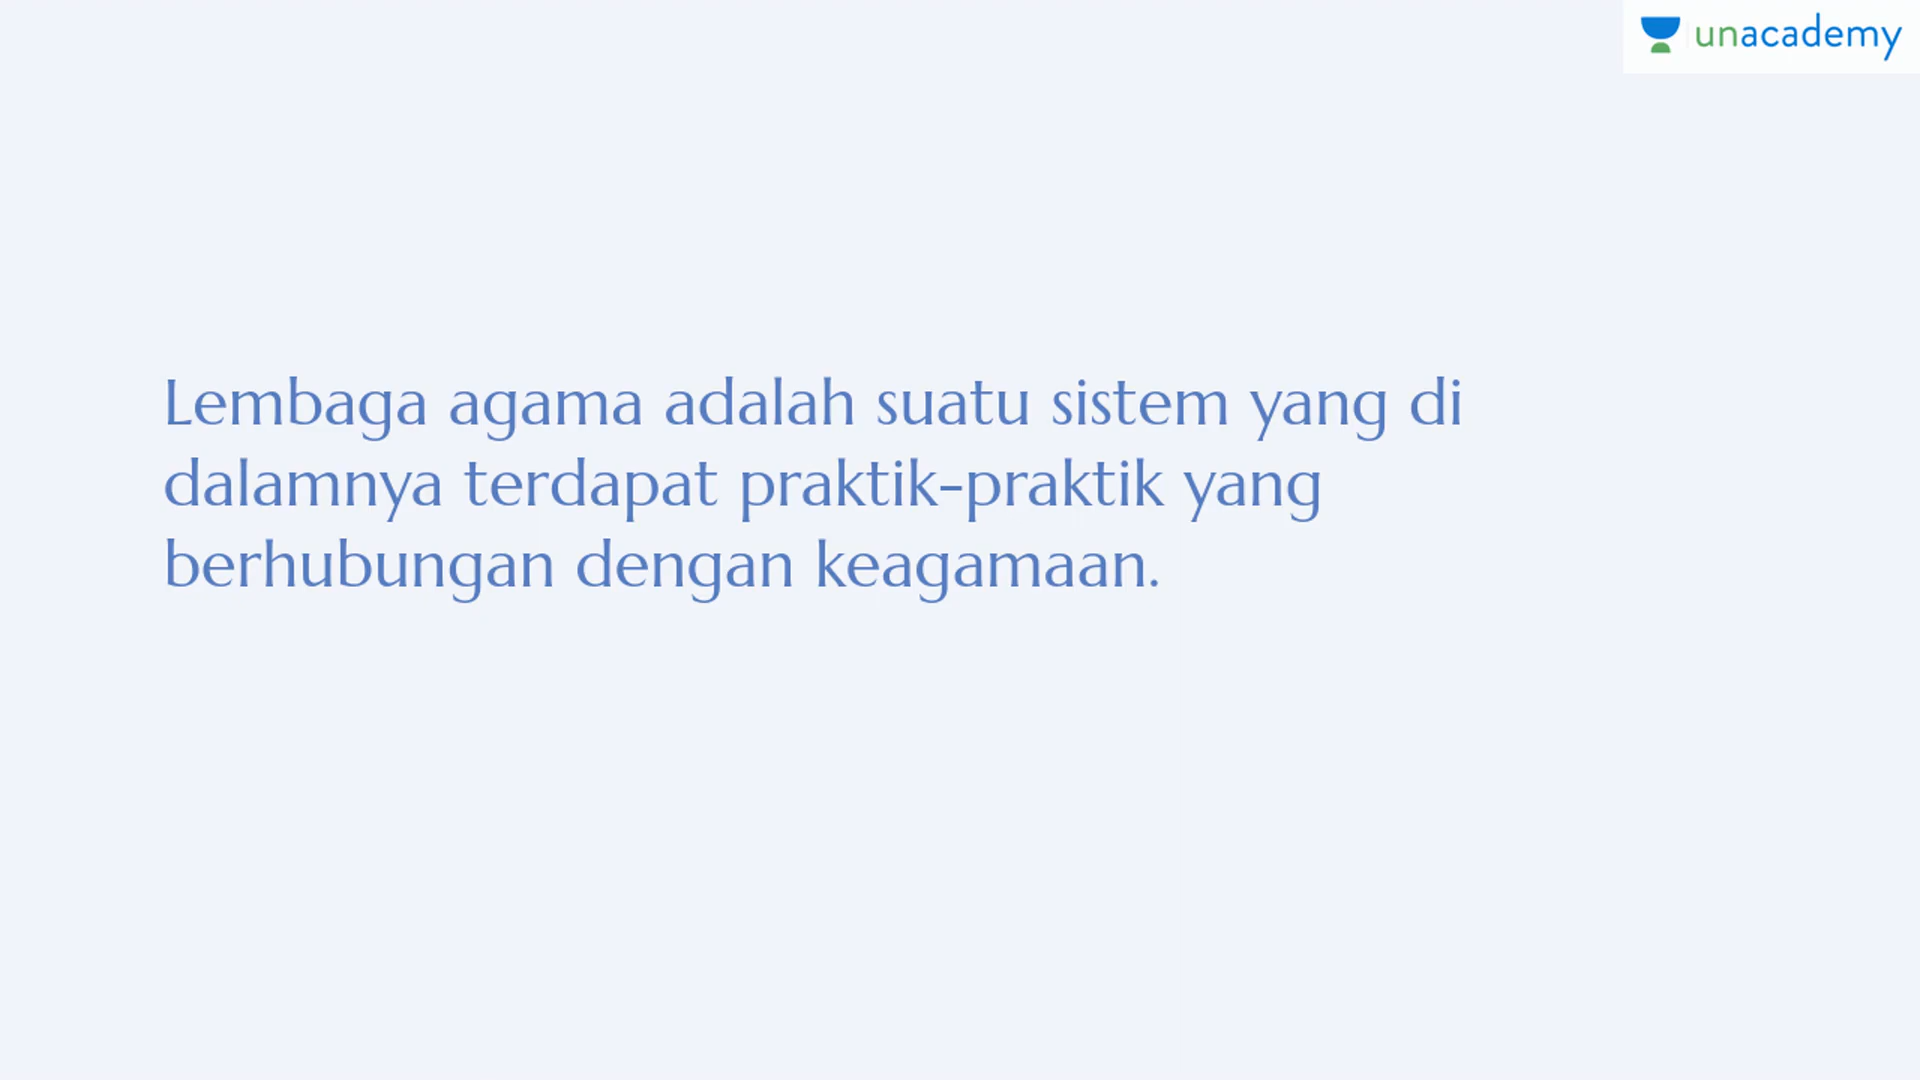 unacademy
Lembaga agama adalah suatu sistem yang di
dalamnya terdapat praktik-praktik yang
berhubungan dengan keagamaan.